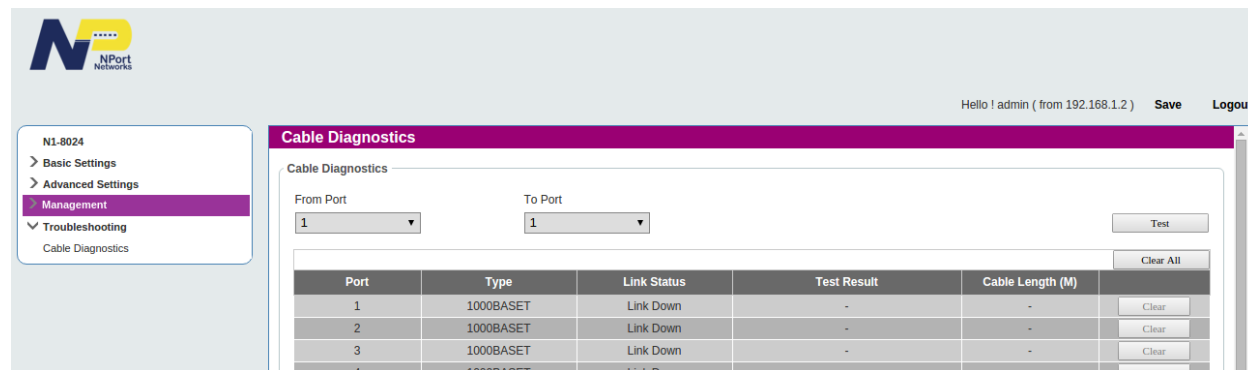 NP
NPort
Networks
Hello ! admin ( from 192.168.1.2 ) Save Logou
N1-8024
Basic Settings
Advanced Settings
Management
Troubleshooting
Cable Diagnostics
Cable Diagnostics
Cable Diagnostics
From Port To Port
1 1 Test
Clear All
Port Type Link Status Test Result Cable Length (M)
1 1000BASET Link Down - - Clear
2 1000BASET Link Down - - Clear
3 1000BASET Link Down - - Clear